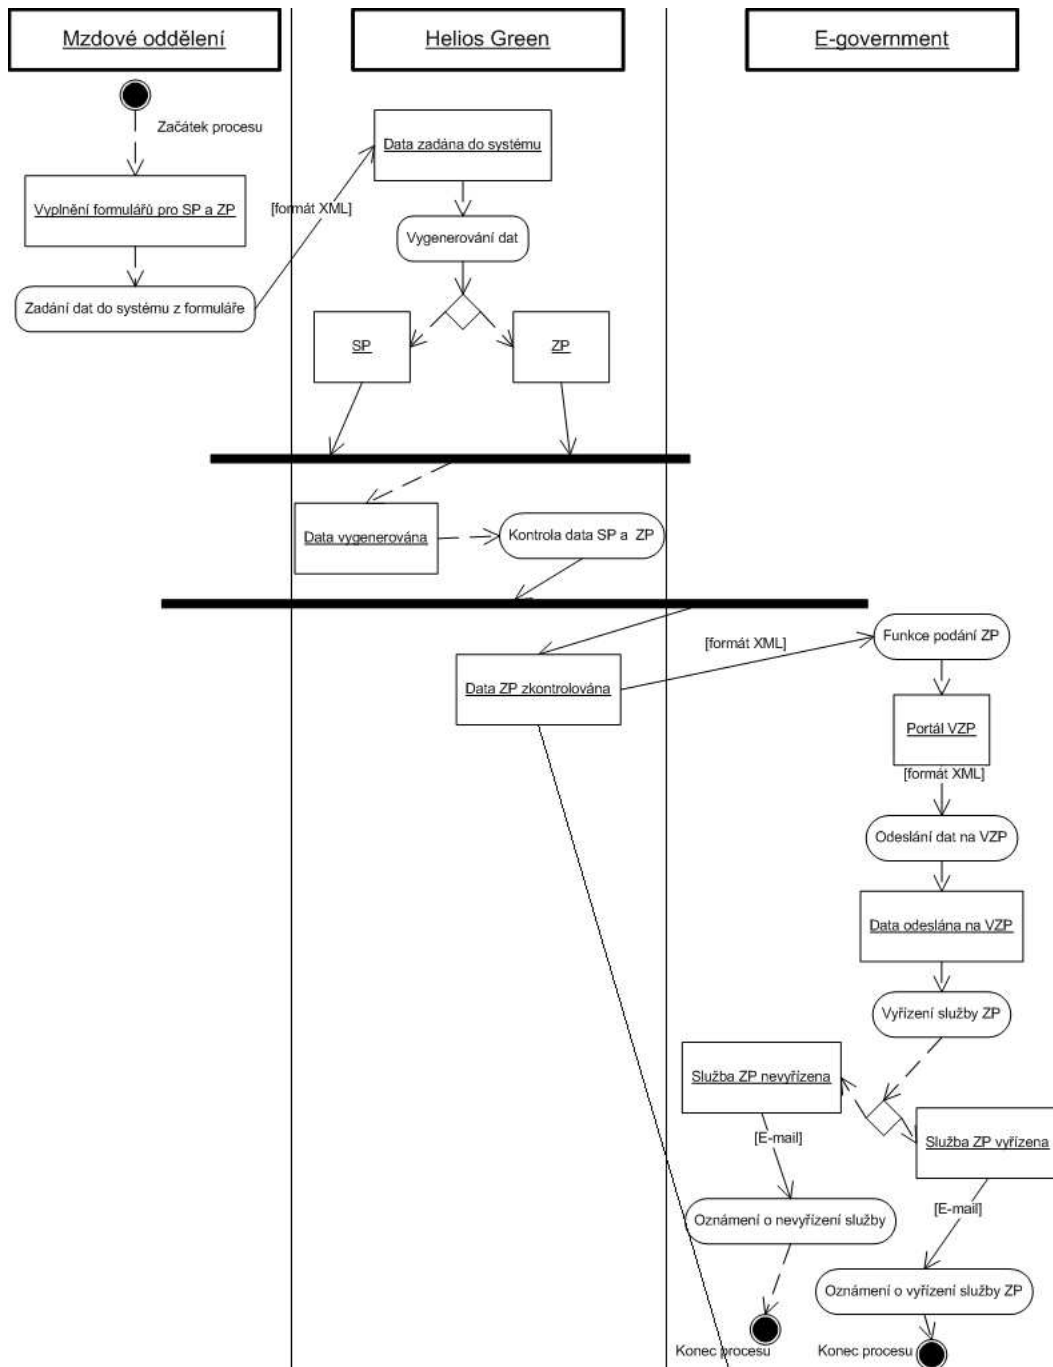 Mzdové oddělení
Helios Green
E-government
Začátek procesu
Data zadána do systému
Vyplnění formulářů pro SP a ZP
[formát XML]
Vygenerování dat
Zadání dat do systému z formuláře
SP
ZP
Data vygenerována
Kontrola data SP a ZP
Funkce podání ZP
[formát XML]
Data ZP zkontrolována
Portál VZP
[formát XML]
Odeslání dat na VZP
Data odeslána na VZP
Vyřízení služby ZP
Služba ZP nevyřízena
Služba ZP vyřízena
[E-mail]
[E-mail]
Oznámení o nevyřízení služby
Oznámení o vyřízení služby ZP
Konec procesu
Konec procesu